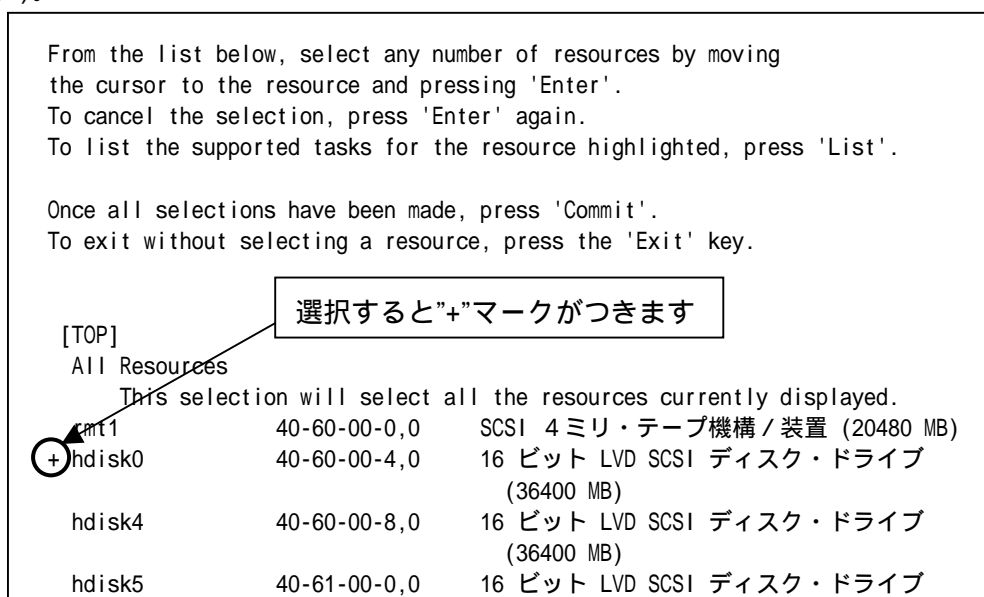 From the list below, select any number of resources by moving
the cursor to the resource and pressing 'Enter'.
To cancel the selection, press 'Enter' again.
To list the supported tasks for the resource highlighted, press 'List'.
Once all selections have been made, press 'Commit'.
To exit without selecting a resource, press the 'Exit' key.
選択すると”+”マークがつきます
[TOP]
All Resources
This selection will select all the resources currently displayed.
rmt1 40-60-00-0,0 SCSI 4ミリ・テープ機構/装置 (20480 MB)
+ hdisk0 40-60-00-4,0 16 ビット LVD SCSI ディスク・ドライブ
(36400 MB)
hdisk4 40-60-00-8,0 16 ビット LVD SCSI ディスク・ドライブ
(36400 MB)
hdisk5 40-61-00-0,0 16 ビット LVD SCSI ディスク・ドライブ